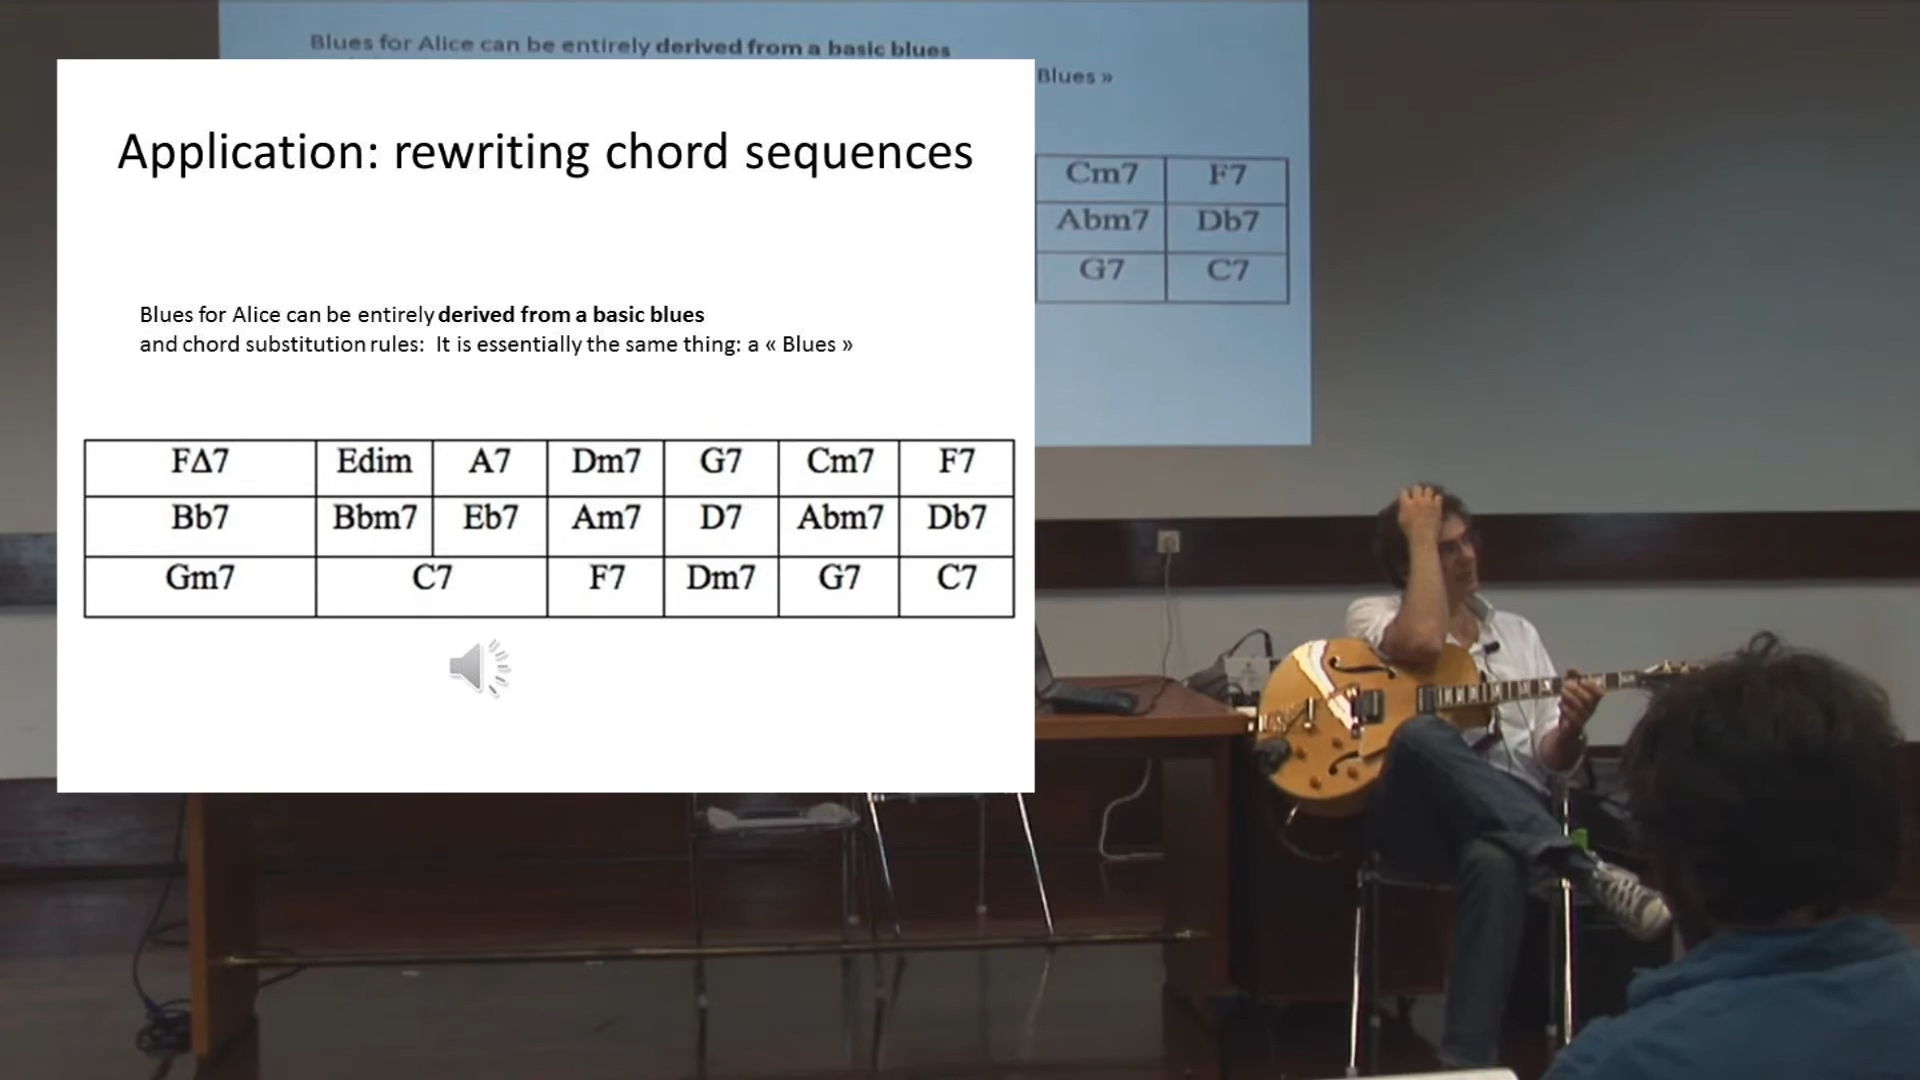 Blues for Alice can be entirely derived from a basic blues
Blues »
Cm7 F7
Abm7 Db7
G7 C7
Application: rewriting chord sequences
Blues for Alice can be entirely derived from a basic blues
and chord substitution rules: It is essentially the same thing: a « Blues »
FΔ7 Edim A7 Dm7 G7 Cm7 F7
Bb7 Bbm7 Eb7 Am7 D7 Abm7 Db7
Gm7 C7 F7 Dm7 G7 C7